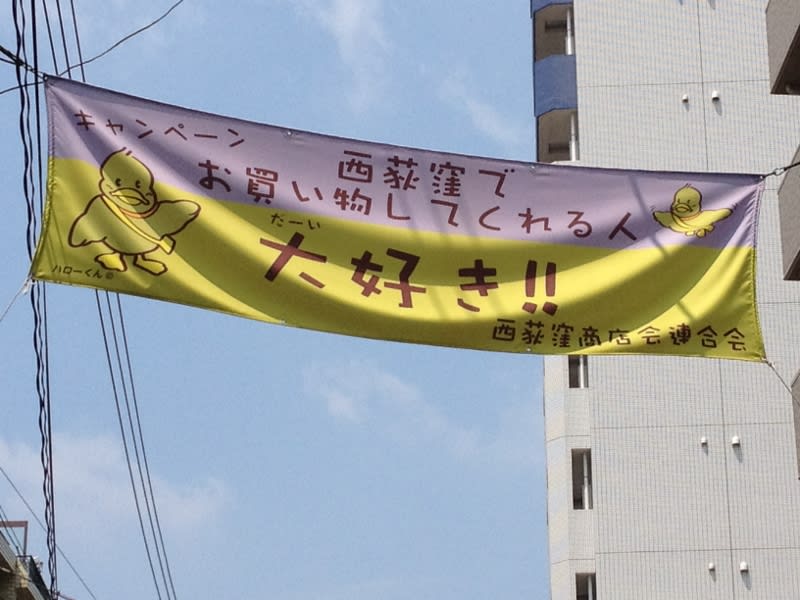 キャンペーン
西荻窪で
お買い物してくれる人
だーい
大好き!!
ハローくん©
西荻窪商店会連合会